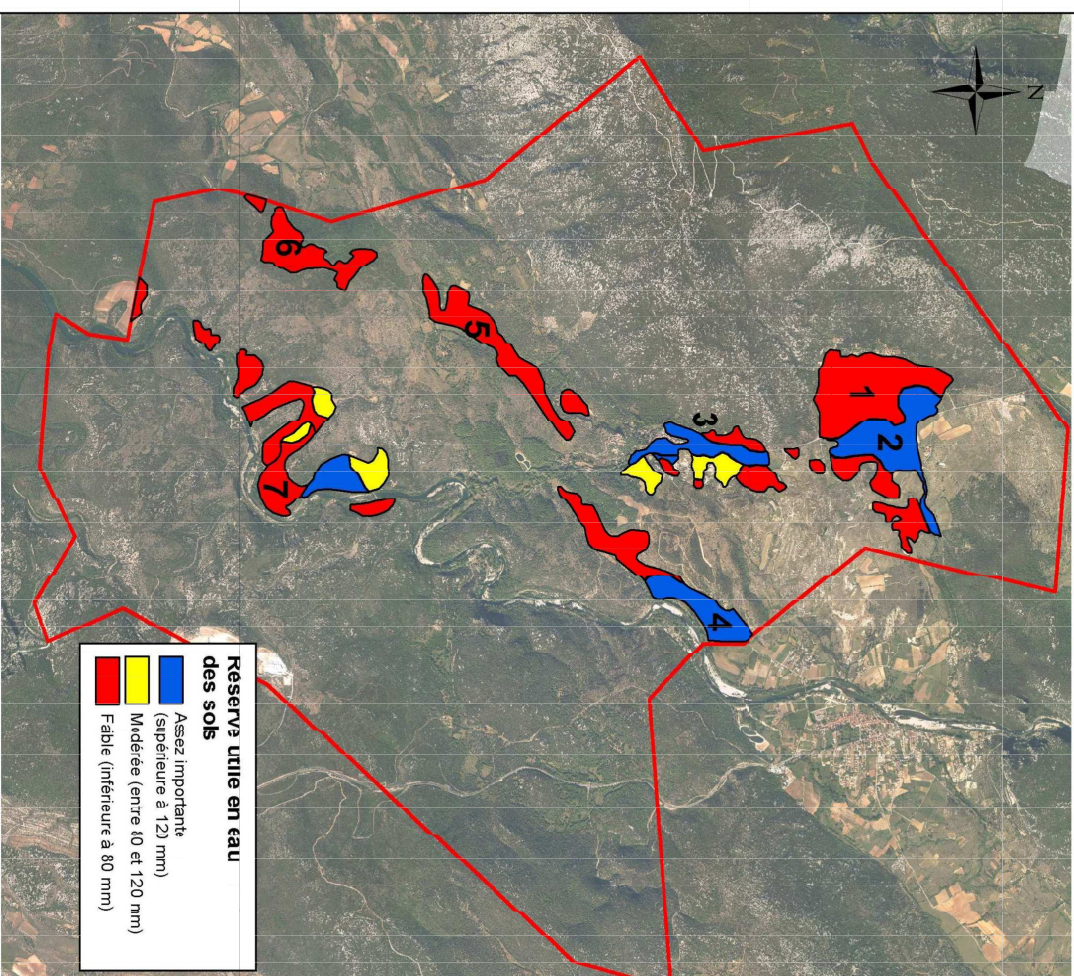 N
1
2
3
4
5
6
7
Réserve utile en eau
des sols
Assez importante
(supérieure à 120 mm)
Modérée (entre 80 et 120 mm)
Faible (inférieure à 80 mm)